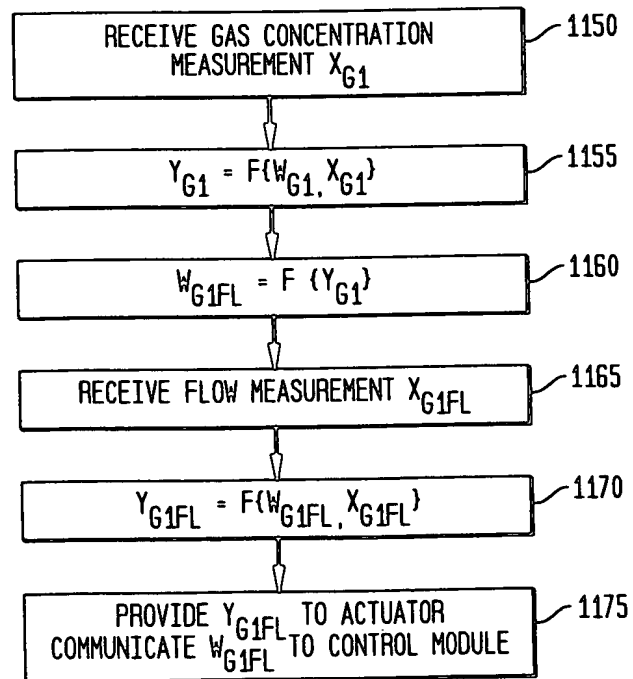 RECEIVE GAS CONCENTRATION
MEASUREMENT X_G1
1150
Y_G1 = F{W_G1, X_G1}
1155
W_G1FL = F {Y_G1}
1160
RECEIVE FLOW MEASUREMENT X_G1FL
1165
Y_G1FL = F{W_G1FL, X_G1FL}
1170
PROVIDE Y_G1FL TO ACTUATOR
COMMUNICATE W_G1FL TO CONTROL MODULE
1175